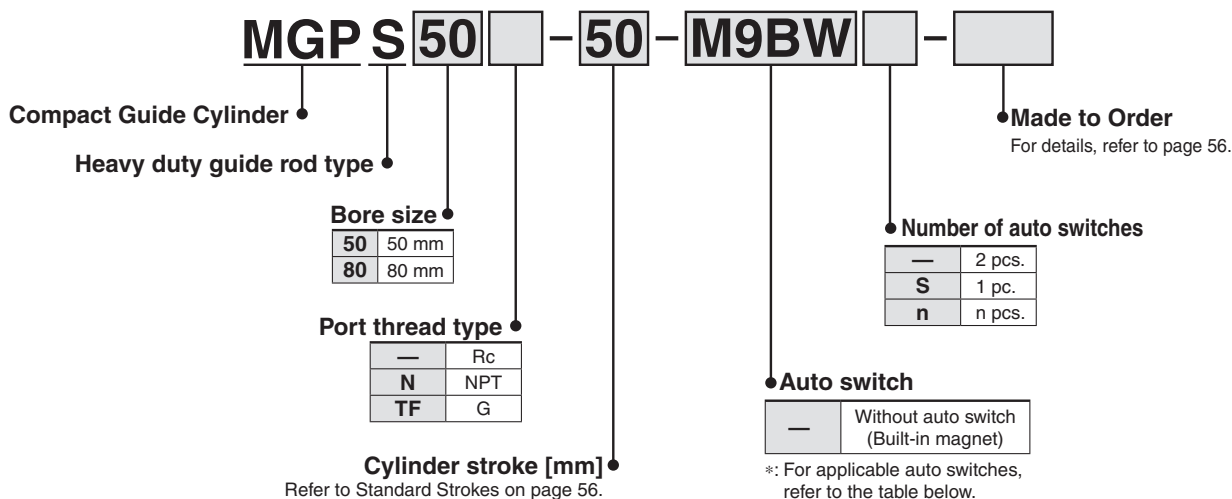 MGP S 50 - 50 - M9BW -
Compact Guide Cylinder
Heavy duty guide rod type
Bore size
50 50 mm
80 80 mm
Port thread type
— Rc
N NPT
TF G
Cylinder stroke [mm]
Refer to Standard Strokes on page 56.
Made to Order
For details, refer to page 56.
Number of auto switches
— 2 pcs.
S 1 pc.
n n pcs.
Auto switch
— Without auto switch
(Built-in magnet)
*: For applicable auto switches,
refer to the table below.